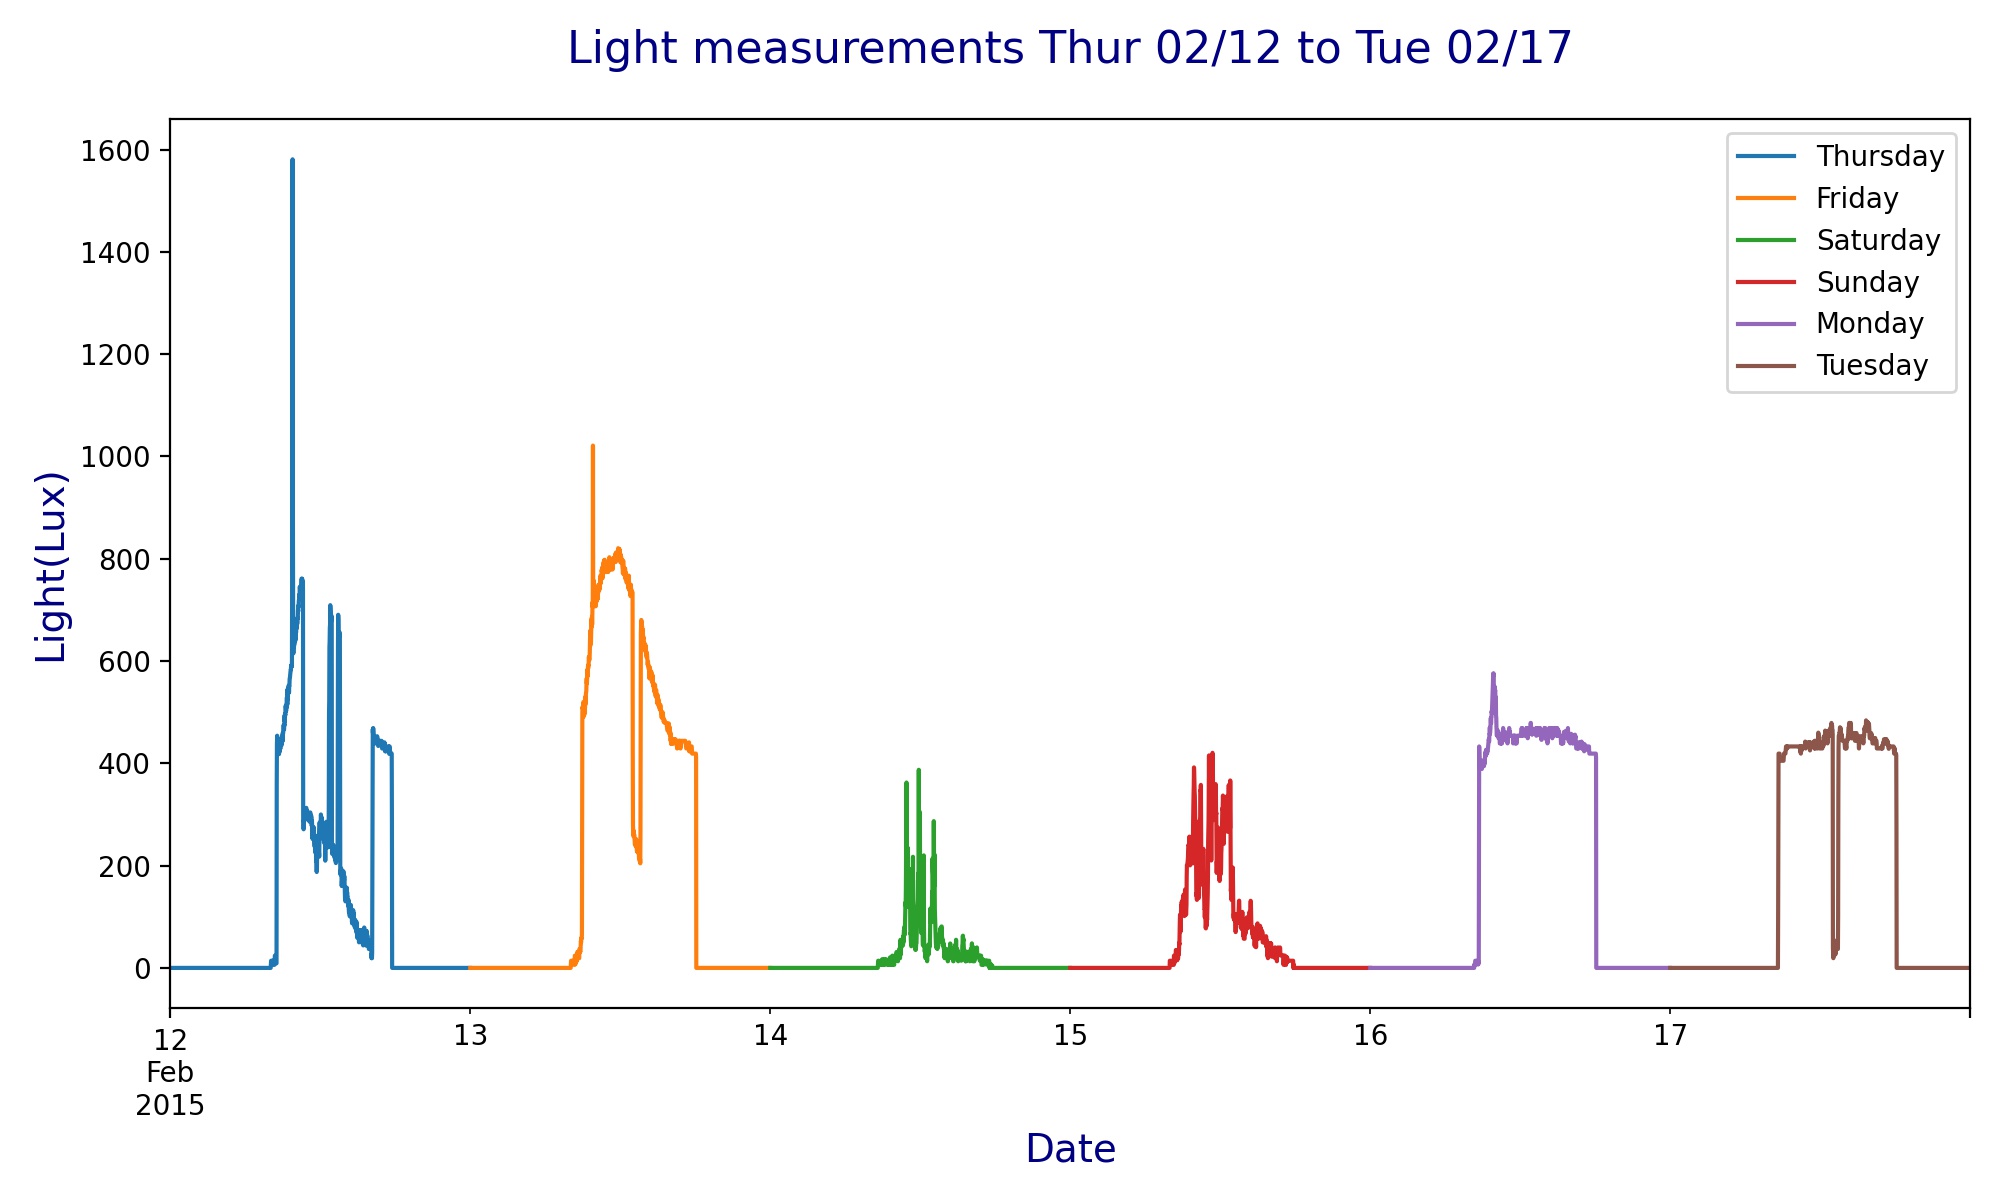 Light measurements Thur 02/12 to Tue 02/17
1600
1400
1200
1000
800
600
400
200
0
Light(Lux)
Thursday
Friday
Saturday
Sunday
Monday
Tuesday
12
Feb
2015
13
14
15
16
17
Date